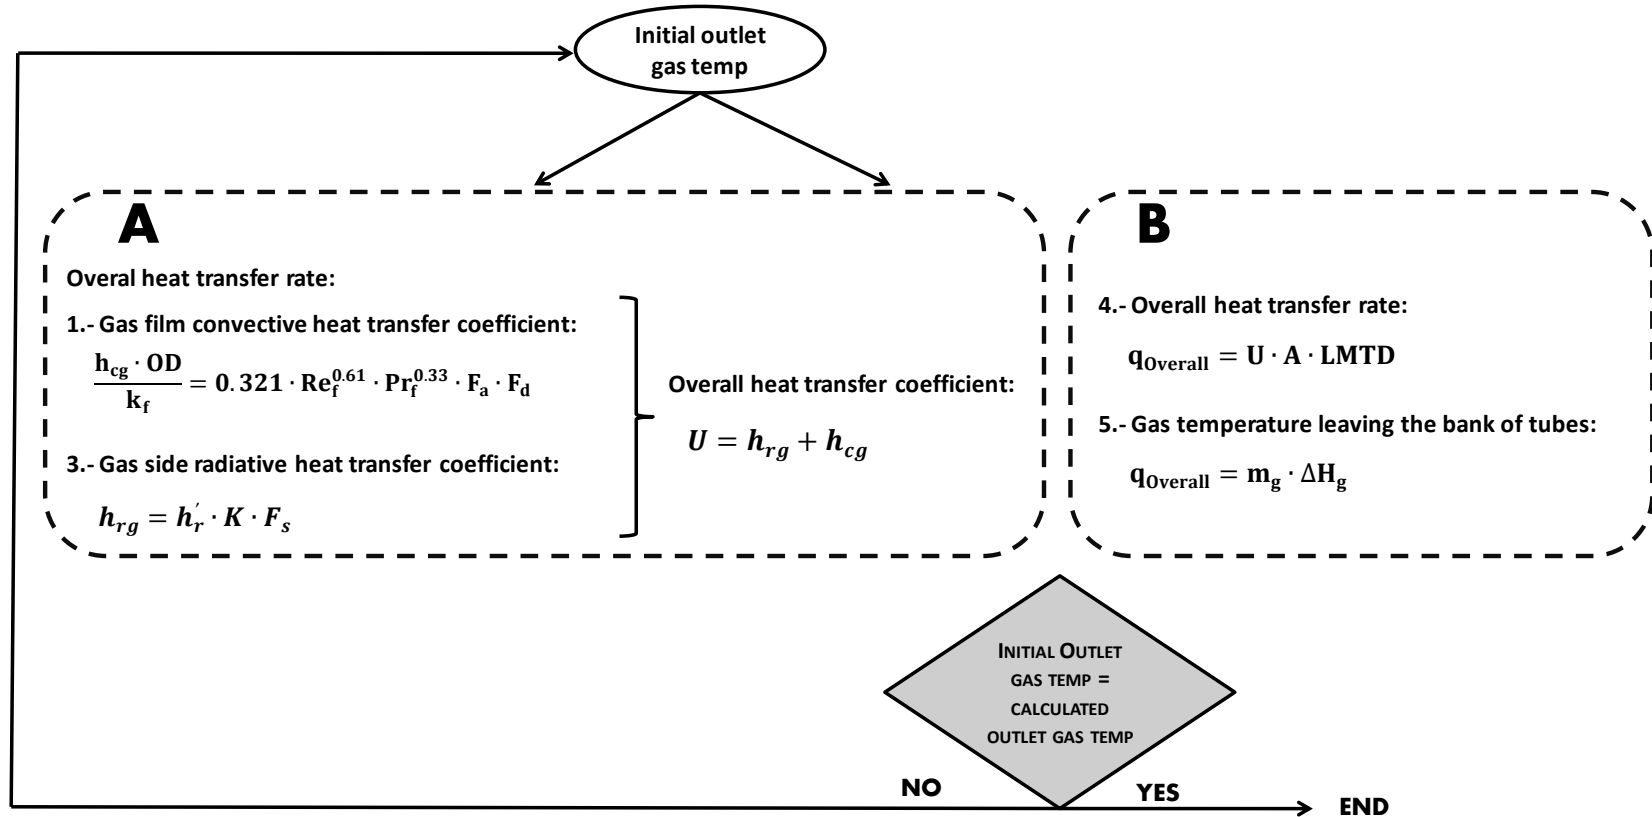 Initial outlet
gas temp
A
Overal heat transfer rate:
1.- Gas film convective heat transfer coefficient:
h_cg · OD / k_f = 0.321 · Re_f^0.61 · Pr_f^0.33 · F_a · F_d
3.- Gas side radiative heat transfer coefficient:
h_rg = h_r′ · K · F_s
Overall heat transfer coefficient:
U = h_rg + h_cg
B
4.- Overall heat transfer rate:
q_Overall = U · A · LMTD
5.- Gas temperature leaving the bank of tubes:
q_Overall = m_g · ΔH_g
INITIAL OUTLET
GAS TEMP =
CALCULATED
OUTLET GAS TEMP
NO
YES
END